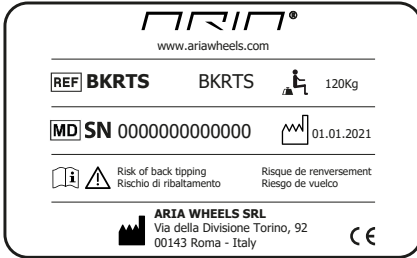 ARIA®
www.ariawheels.com
REF BKRTS BKRTS 120Kg
MD SN 0000000000000 01.01.2021
Risk of back tipping Risque de renversement
Rischio di ribaltamento Riesgo de vuelco
ARIA WHEELS SRL
Via della Divisione Torino, 92
00143 Roma - Italy
CE